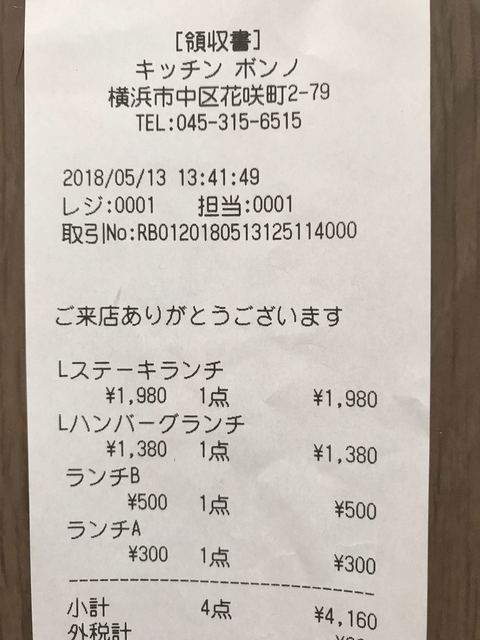 [領収書]
キッチン ボンノ
横浜市中区花咲町2-79
TEL:045-315-6515
2018/05/13 13:41:49
レジ:0001 担当:0001
取引No:RB0120180513125114000
ご来店ありがとうございます
Lステーキランチ
¥1,980 1点 ¥1,980
Lハンバーグランチ
¥1,380 1点 ¥1,380
ランチB
¥500 1点 ¥500
ランチA
¥300 1点 ¥300
小計 4点 ¥4,160
外税計